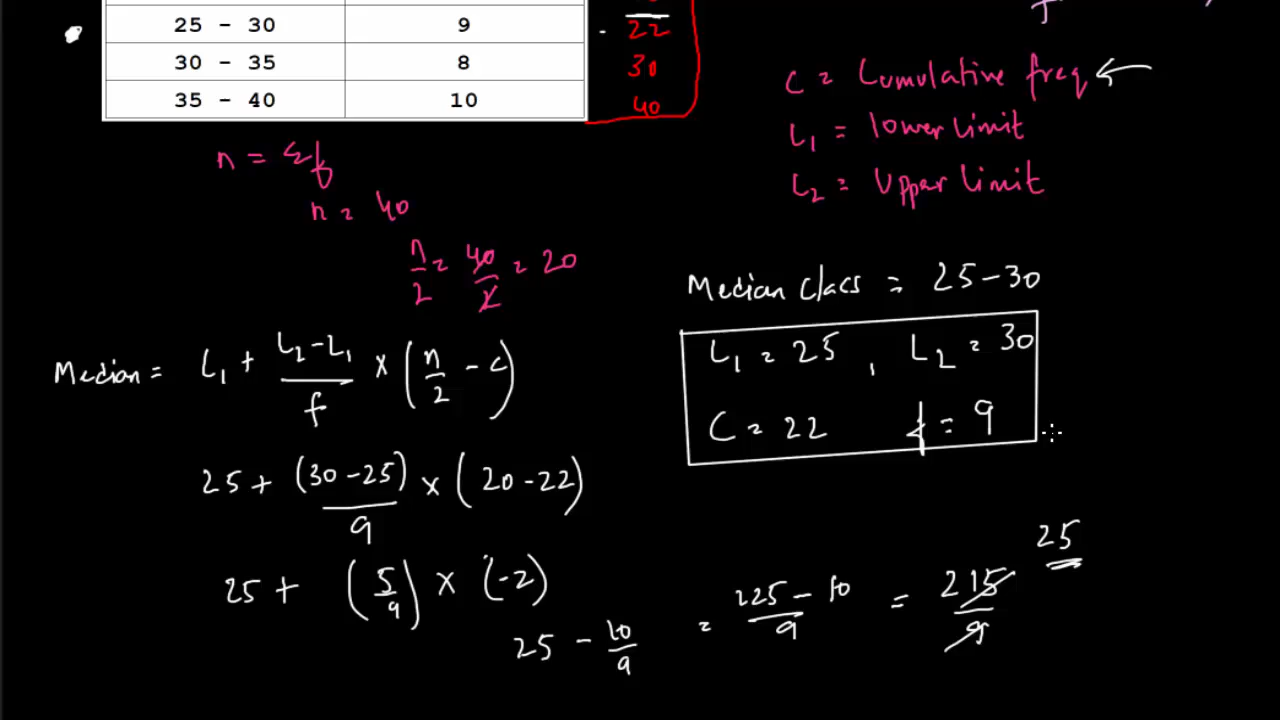 25 - 30 9 22
30 - 35 8 30
35 - 40 10 40
C = Cumulative freq ←
L₁ = lower limit
L₂ = Upper limit
n = Σf
n = 40
n/2 = 40/2 = 20
Median Class = 25-30
L₁ = 25, L₂ = 30
C = 22 f = 9
Median = L₁ + (L₂-L₁)/f × (n/2 - C)
25 + (30-25)/9 × (20-22)
25 + (5/9) × (-2)
25 - 10/9 = (225-10)/9 = 215/9
25